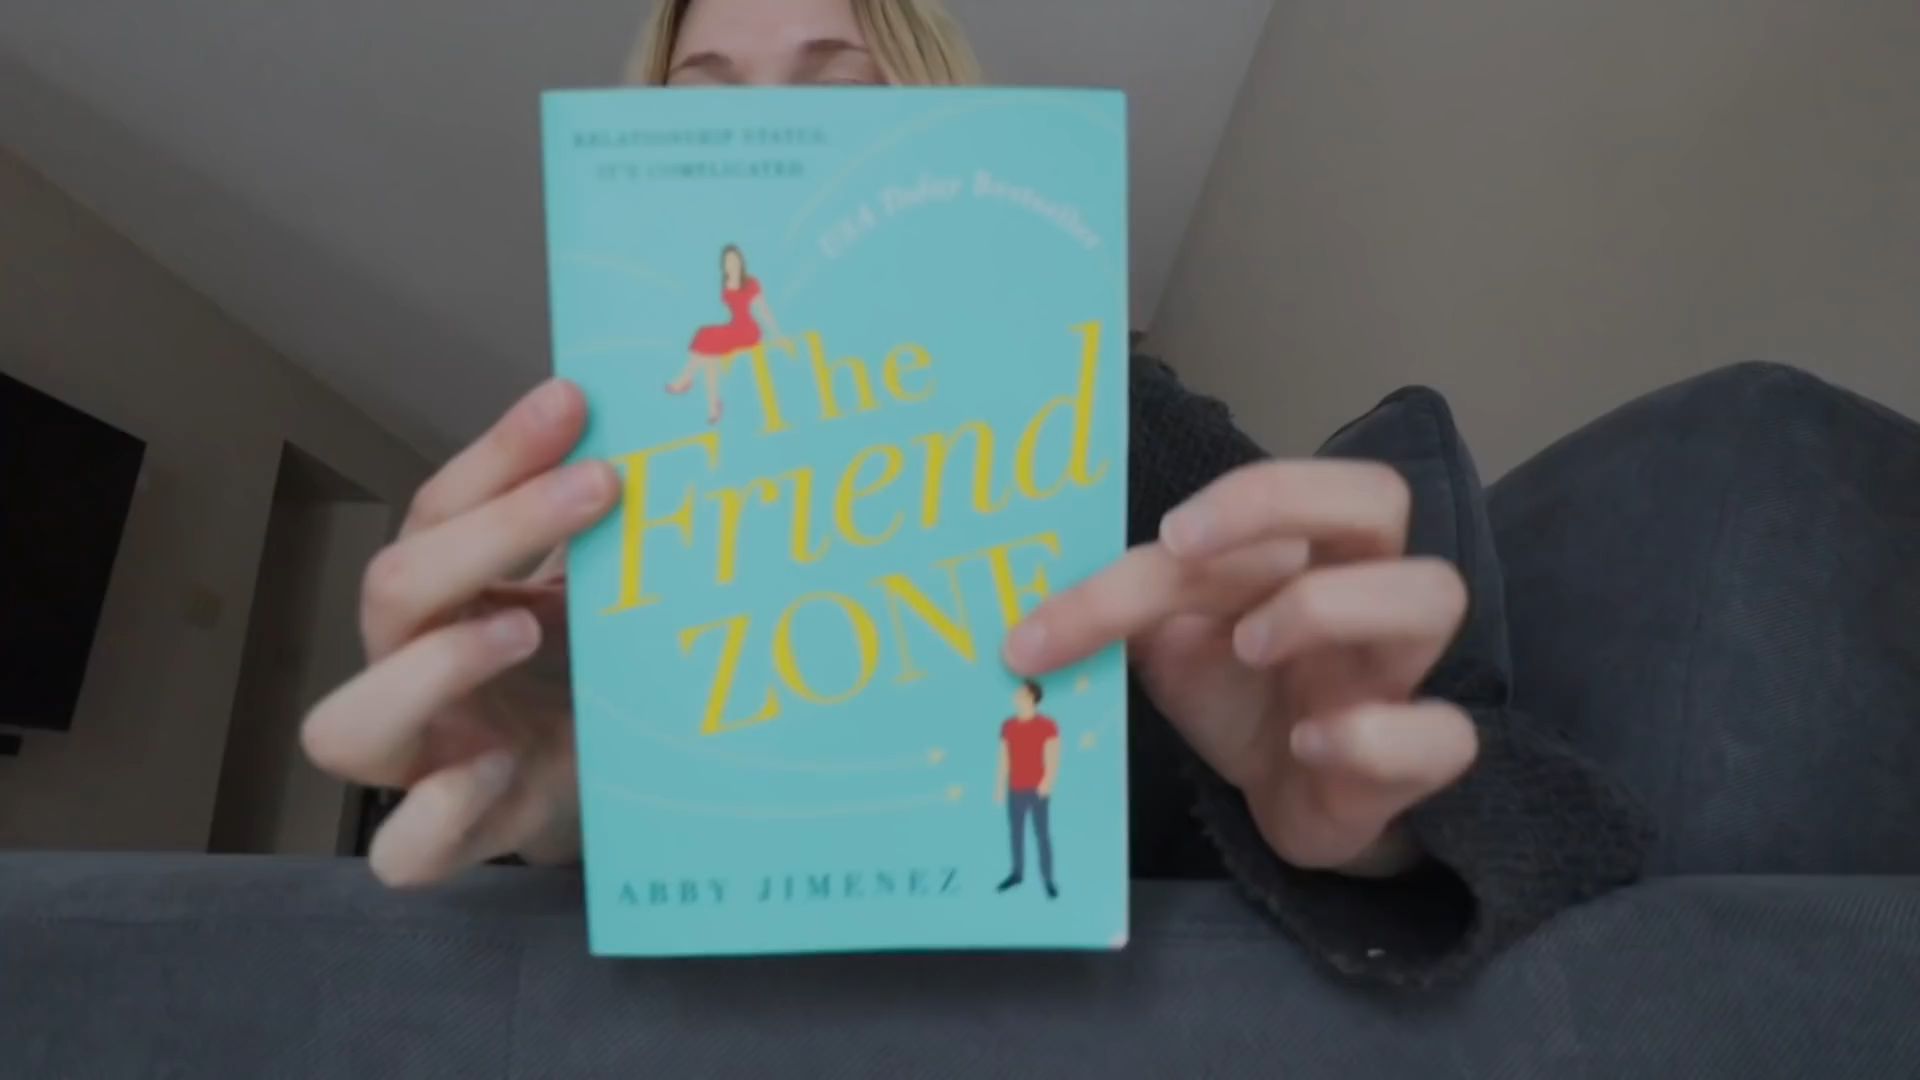 RELATIONSHIP STATUS:
IT'S COMPLICATED
USA Today Bestseller
The
Friend
ZONE
ABBY JIMENEZ